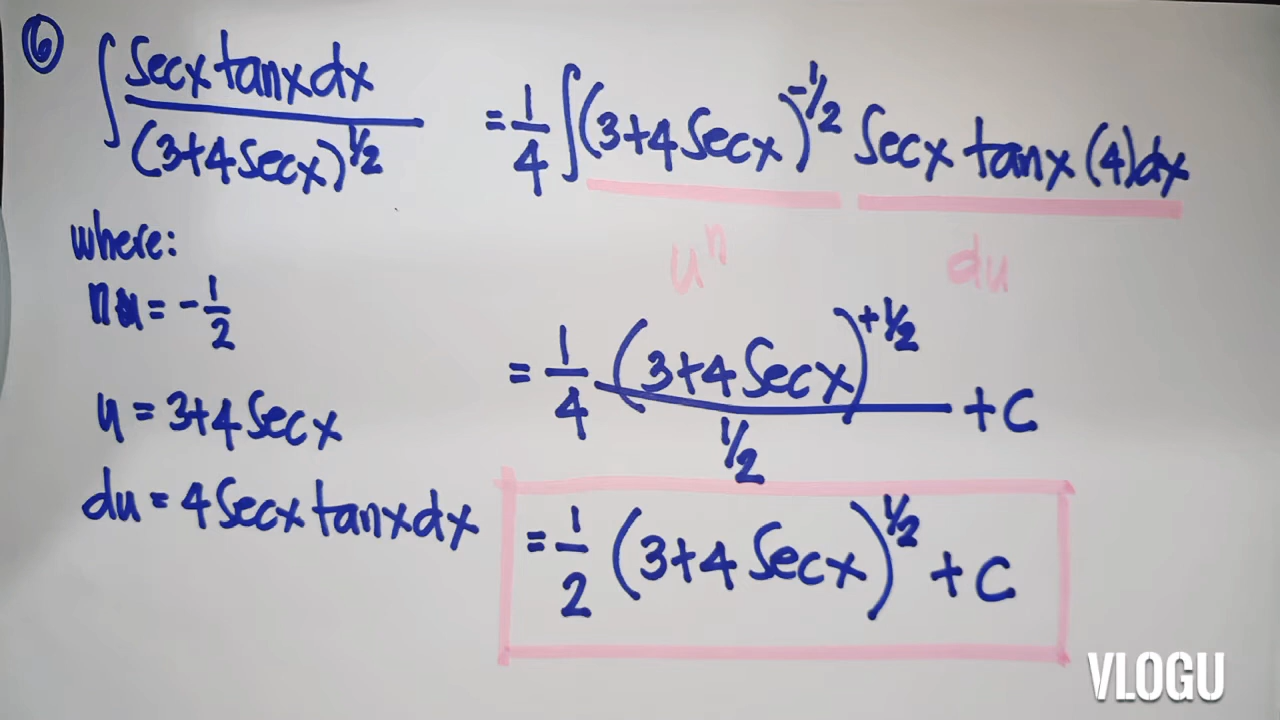 ⑥ ∫ Secx tanx dx / (3+4Secx)^1/2 = 1/4 ∫ (3+4Secx)^-1/2 Secx tanx (4)dx
u^n du
where:
n = -1/2
u = 3+4Secx
du = 4Secx tanx dx
= 1/4 (3+4Secx)^+1/2 / 1/2 + C
= 1/2 (3+4Secx)^1/2 + C
VLOGU